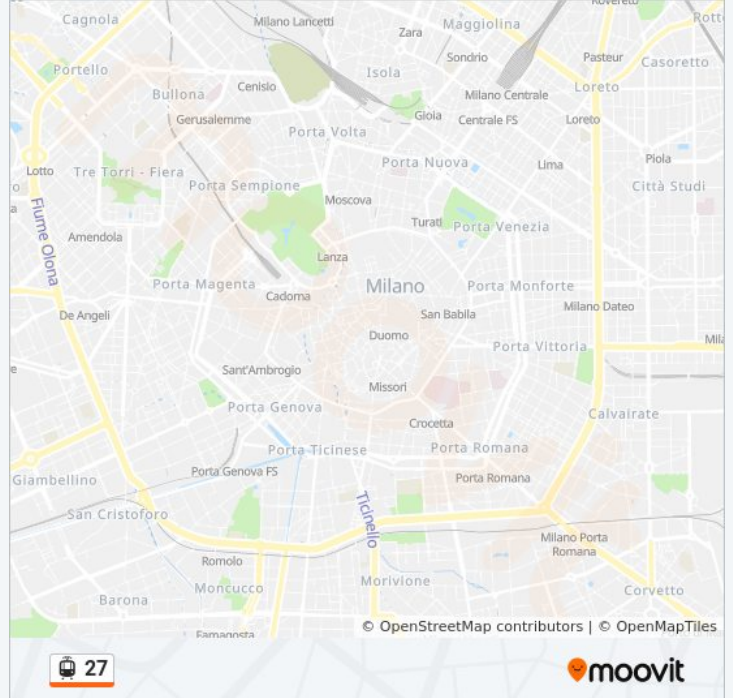 Rovereto
Cagnola
Milano Lancetti
Zara
Maggiolina
Rott
Sondrio
Pasteur
Casoretto
Portello
Isola
Bullona
Cenisio
Milano Centrale
Loreto
Gerusalemme
Gioia
Centrale FS
Loreto
Porta Volta
Porta Nuova
Lima
Piola
Lotto
Tre Torri - Fiera
Porta Sempione
Città Studi
o
Moscova
a
Turati
Porta Venezia
Fiume Olona
Amendola
Lanza
Porta Magenta
Milano
Porta Monforte
Cadorna
San Babila
Milano Dateo
De Angeli
Duomo
Porta Vittoria
Mila
e
Sant'Ambrogio
Missori
Porta Genova
Calvairate
Crocetta
Porta Ticinese
Porta Romana
Porta Genova FS
Porta Romana
Giambellino
San Cristoforo
Ticinello
Milano Porta
Romana
Romolo
Morivione
Moncucco
Corvetto
Barona
Famagosta
© OpenStreetMap contributors | © OpenMapTiles
27
moovit